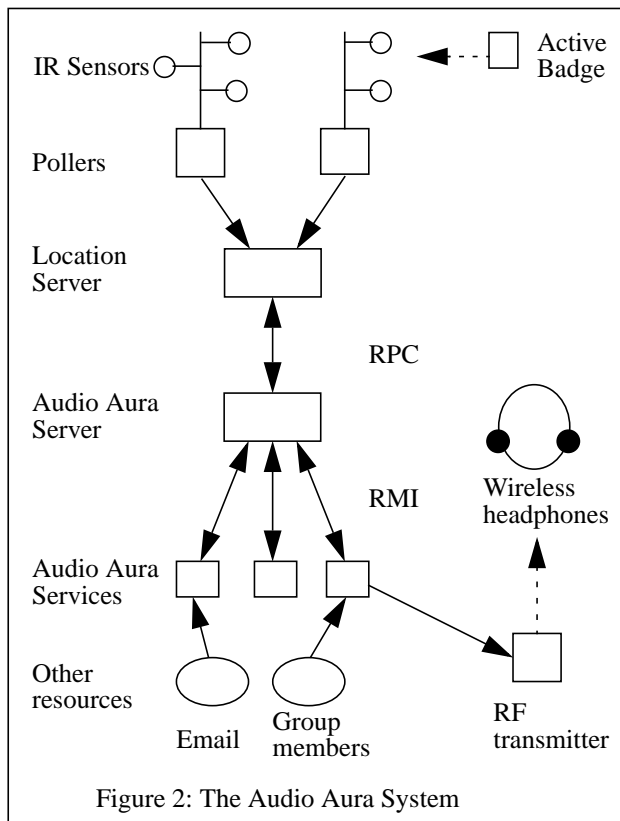 IR Sensors
Active
Badge
Pollers
Location
Server
RPC
Audio Aura
Server
RMI
Wireless
headphones
Audio Aura
Services
Other
resources
Email
Group
members
RF
transmitter
Figure 2: The Audio Aura System